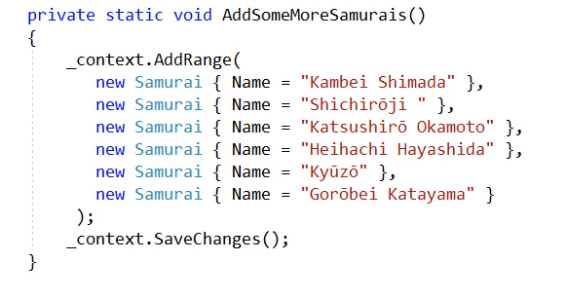 private static void AddSomeMoreSamurais()
{
    _context.AddRange(
       new Samurai { Name = "Kambei Shimada" },
       new Samurai { Name = "Shichirōji " },
       new Samurai { Name = "Katsushirō Okamoto" },
       new Samurai { Name = "Heihachi Hayashida" },
       new Samurai { Name = "Kyūzō" },
       new Samurai { Name = "Gorōbei Katayama" }
     );
    _context.SaveChanges();
}